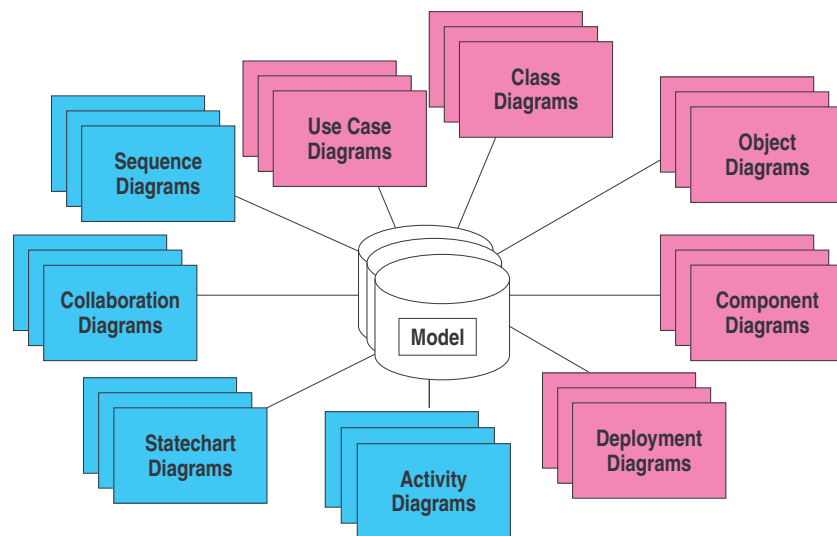 Class
Diagrams
Use Case
Diagrams
Object
Diagrams
Sequence
Diagrams
Collaboration
Diagrams
Component
Diagrams
Model
Statechart
Diagrams
Deployment
Diagrams
Activity
Diagrams